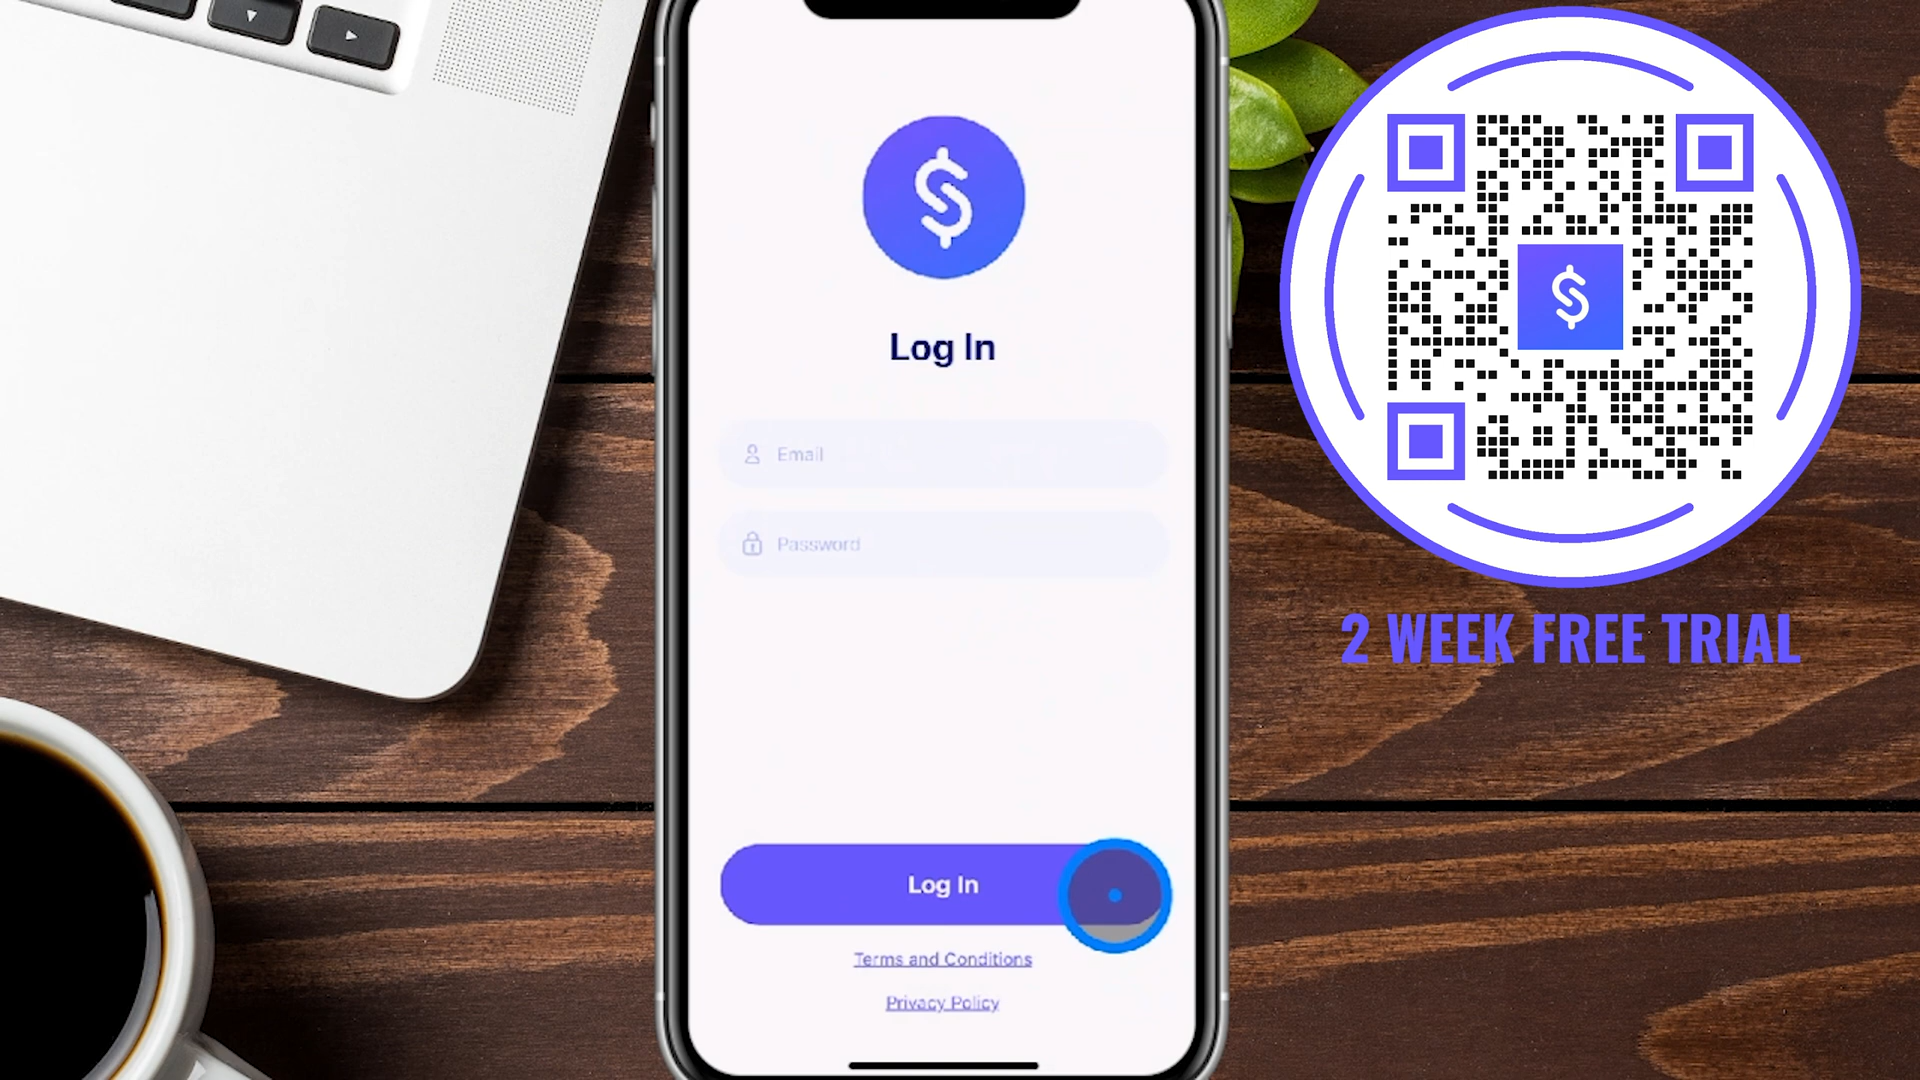 Log In
Email
Password
Log In
Terms and Conditions
Privacy Policy
2 WEEK FREE TRIAL